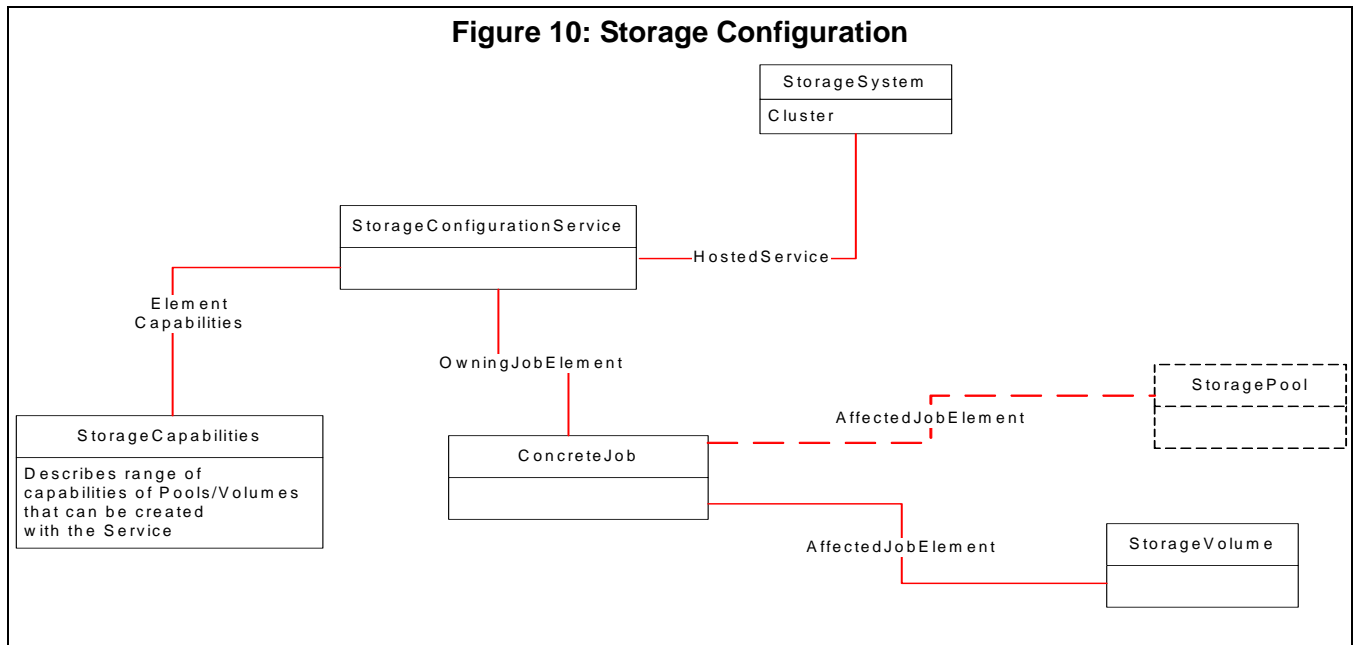 Figure 10: Storage Configuration
StorageSystem
Cluster
StorageConfigurationService
HostedService
Element
Capabilities
OwningJobElement
StoragePool
AffectedJobElement
StorageCapabilities
Describes range of
capabilities of Pools/Volumes
that can be created
with the Service
ConcreteJob
AffectedJobElement
StorageVolume